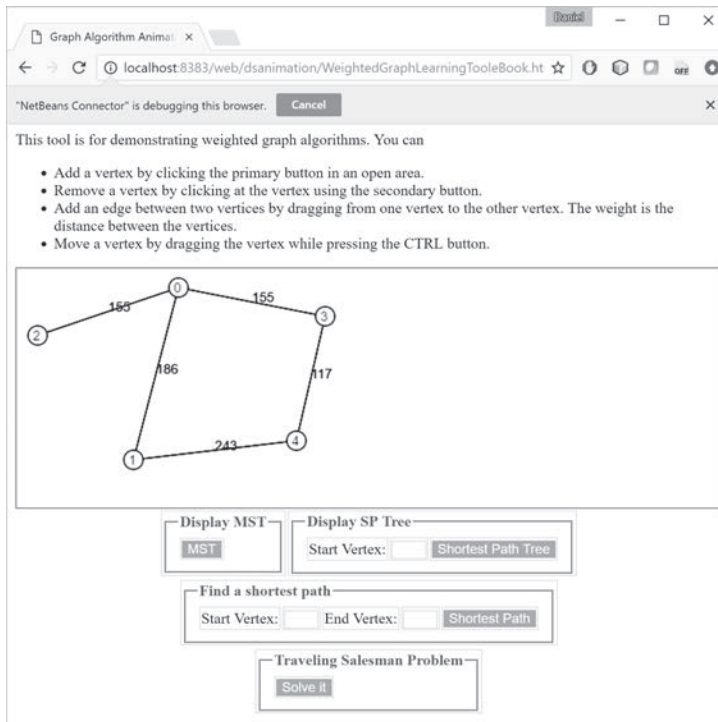 Daniel
Graph Algorithm Animat
localhost:8383/web/dsanimation/WeightedGraphLearningTooleBook.ht
OFF
"NetBeans Connector" is debugging this browser. Cancel
This tool is for demonstrating weighted graph algorithms. You can
• Add a vertex by clicking the primary button in an open area.
• Remove a vertex by clicking at the vertex using the secondary button.
• Add an edge between two vertices by dragging from one vertex to the other vertex. The weight is the
distance between the vertices.
• Move a vertex by dragging the vertex while pressing the CTRL button.
0
155
155
3
2
186
117
243
4
1
Display MST
MST
Display SP Tree
Start Vertex: Shortest Path Tree
Find a shortest path
Start Vertex: End Vertex: Shortest Path
Traveling Salesman Problem
Solve it